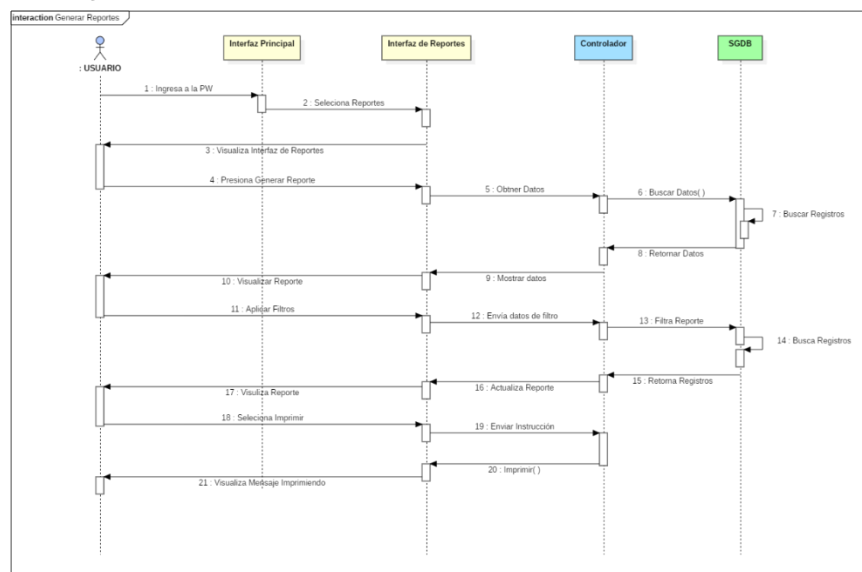 interaction Generar Reportes
: USUARIO
Interfaz Principal
Interfaz de Reportes
Controlador
SGDB
1 : Ingresa a la PW
2 : Seleciona Reportes
3 : Visualiza Interfaz de Reportes
4 : Presiona Generar Reporte
5 : Obtner Datos
6 : Buscar Datos( )
7 : Buscar Registros
8 : Retornar Datos
9 : Mostrar datos
10 : Visualizar Reporte
11 : Aplicar Filtros
12 : Envía datos de filtro
13 : Filtra Reporte
14 : Busca Registros
15 : Retorna Registros
16 : Actualiza Reporte
17 : Visuliza Reporte
18 : Seleciona Imprimir
19 : Enviar Instrucción
20 : Imprimir( )
21 : Visualiza Mensaje Imprimiendo